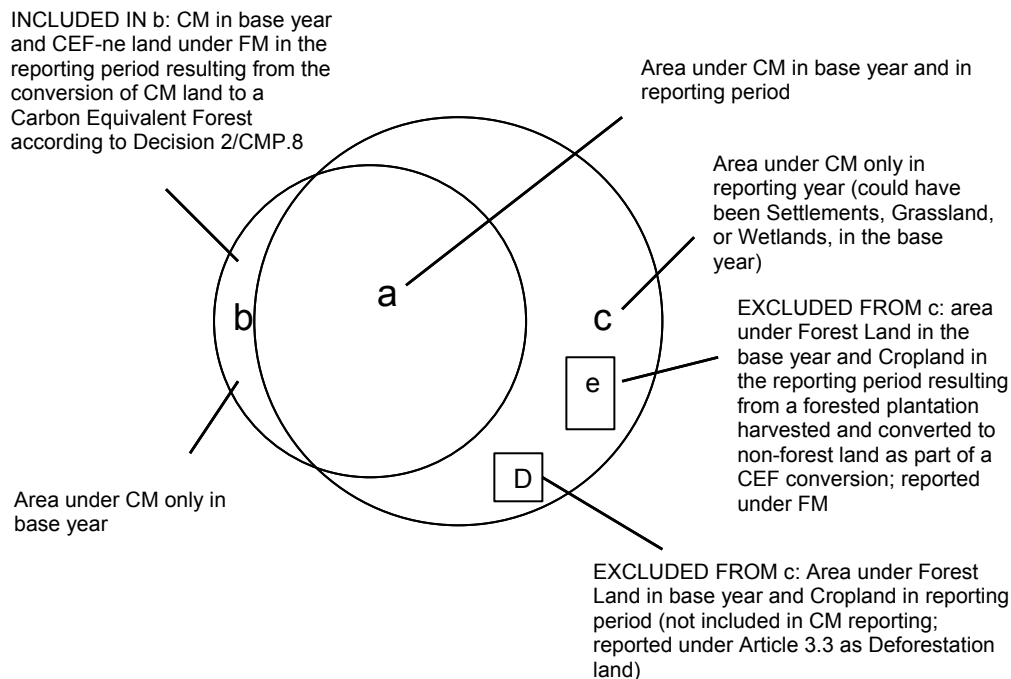 INCLUDED IN b: CM in base year
and CEF-ne land under FM in the
reporting period resulting from the
conversion of CM land to a
Carbon Equivalent Forest
according to Decision 2/CMP.8
Area under CM in base year and in
reporting period
Area under CM only in
reporting year (could have
been Settlements, Grassland,
or Wetlands, in the base
year)
a
b
c
EXCLUDED FROM c: area
under Forest Land in the
base year and Cropland in
the reporting period resulting
from a forested plantation
harvested and converted to
non-forest land as part of a
CEF conversion; reported
under FM
e
D
Area under CM only in
base year
EXCLUDED FROM c: Area under Forest
Land in base year and Cropland in reporting
period (not included in CM reporting;
reported under Article 3.3 as Deforestation
land)